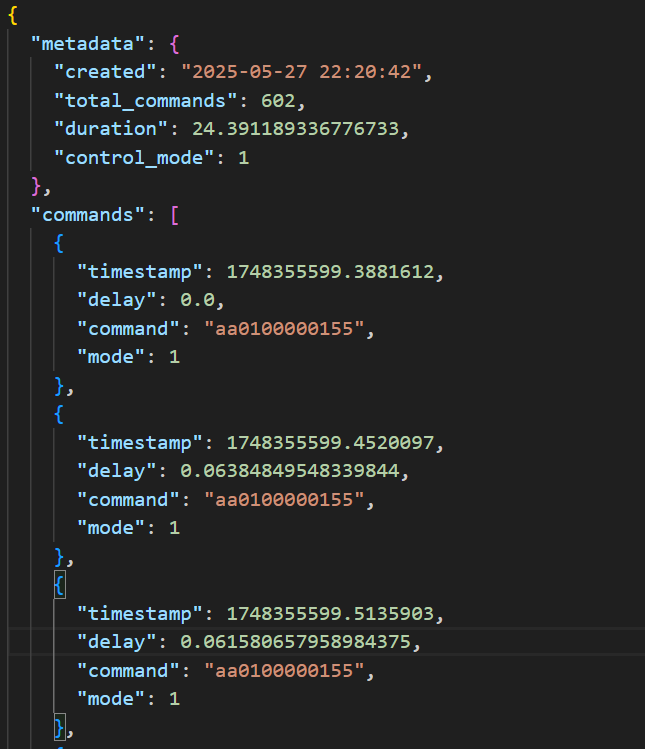 {
"metadata": {
"created": "2025-05-27 22:20:42",
"total_commands": 602,
"duration": 24.391189336776733,
"control_mode": 1
},
"commands": [
{
"timestamp": 1748355599.3881612,
"delay": 0.0,
"command": "aa0100000155",
"mode": 1
},
{
"timestamp": 1748355599.4520097,
"delay": 0.06384849548339844,
"command": "aa0100000155",
"mode": 1
},
{
"timestamp": 1748355599.5135903,
"delay": 0.061580657958984375,
"command": "aa0100000155",
"mode": 1
},